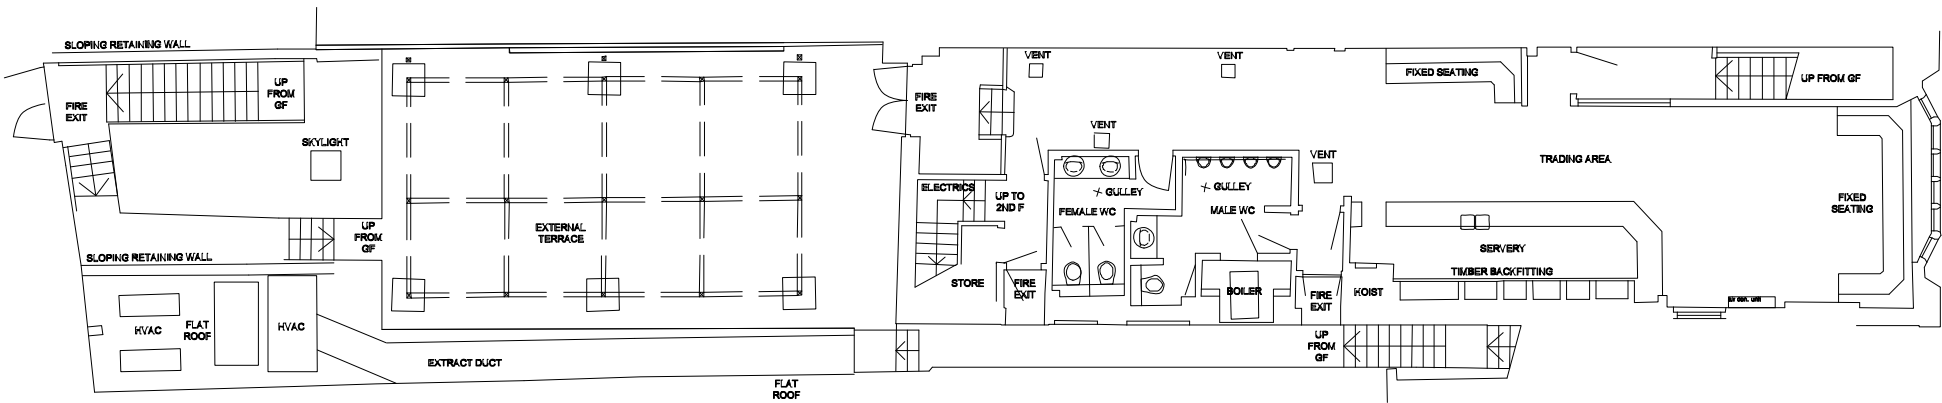 SLOPING RETAINING WALL
UP
FROM
GF
FIRE
EXIT
SKYLIGHT
UP
FROM
GF
SLOPING RETAINING WALL
HVAC
FLAT
ROOF
HVAC
EXTRACT DUCT
FLAT
ROOF
EXTERNAL
TERRACE
FIRE
EXIT
VENT
VENT
VENT
VENT
ELECTRICS
UP TO
2ND F
STORE
FIRE
EXIT
GULLEY
FEMALE WC
GULLEY
MALE WC
BOILER
FIRE
EXIT
HOIST
UP
FROM
GF
FIXED SEATING
UP FROM GF
TRADING AREA
FIXED
SEATING
SERVERY
TIMBER BACKFITTING